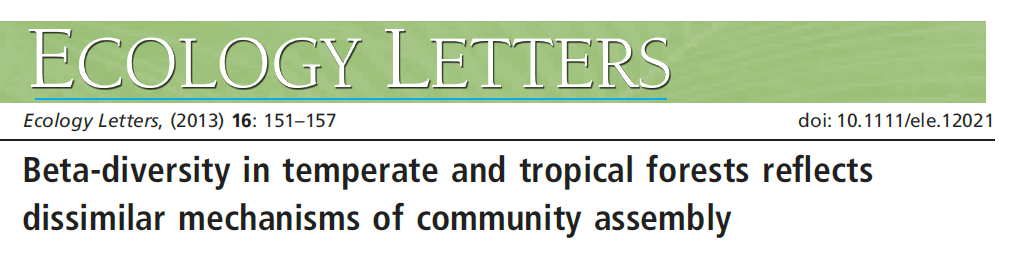 ECOLOGY LETTERS
Ecology Letters, (2013) 16: 151–157
doi: 10.1111/ele.12021
Beta-diversity in temperate and tropical forests reflects
dissimilar mechanisms of community assembly